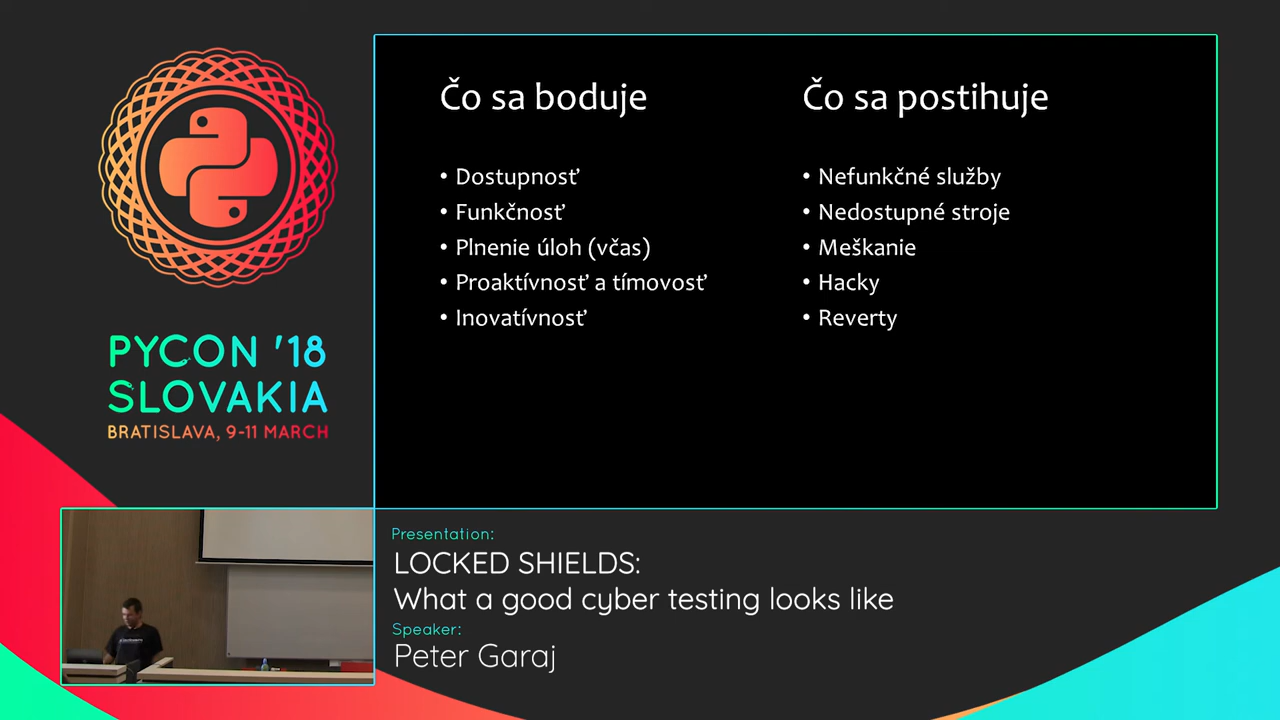 Čo sa boduje
• Dostupnosť
• Funkčnosť
• Plnenie úloh (včas)
• Proaktívnosť a tímovosť
• Inovatívnosť
Čo sa postihuje
• Nefunkčné služby
• Nedostupné stroje
• Meškanie
• Hacky
• Reverty
PYCON '18
SLOVAKIA
BRATISLAVA, 9-11 MARCH
Presentation:
LOCKED SHIELDS:
What a good cyber testing looks like
Speaker:
Peter Garaj